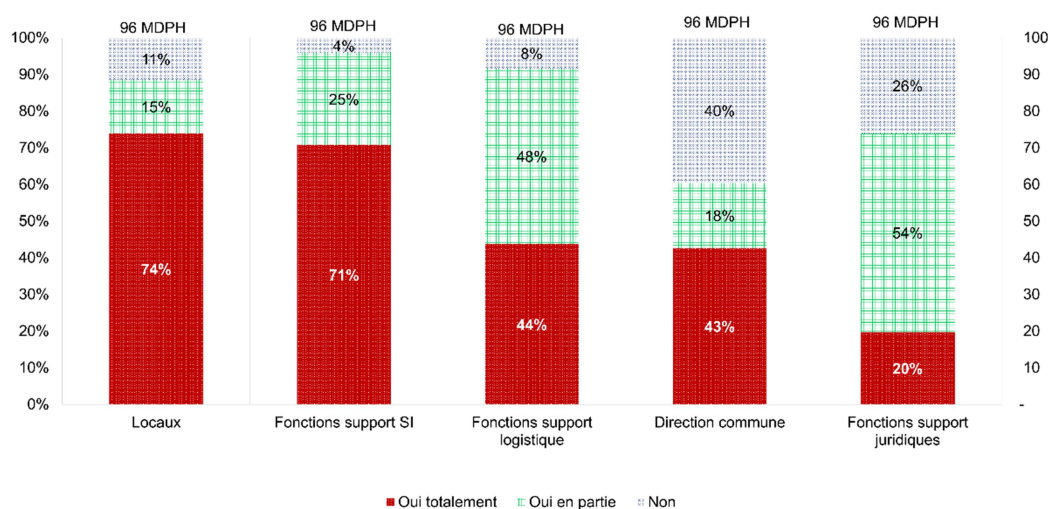 96 MDPH 96 MDPH 96 MDPH 96 MDPH 96 MDPH
100% 11% 4% 8% 40% 26% 100
90% 15% 25% 48% 18% 54% 90
80% 74% 71% 44% 43% 20% 80
70% 70
60% 60
50% 50
40% 40
30% 30
20% 20
10% 10
0% -
Locaux Fonctions support SI Fonctions support Direction commune Fonctions support
logistique juridiques
Oui totalement Oui en partie Non